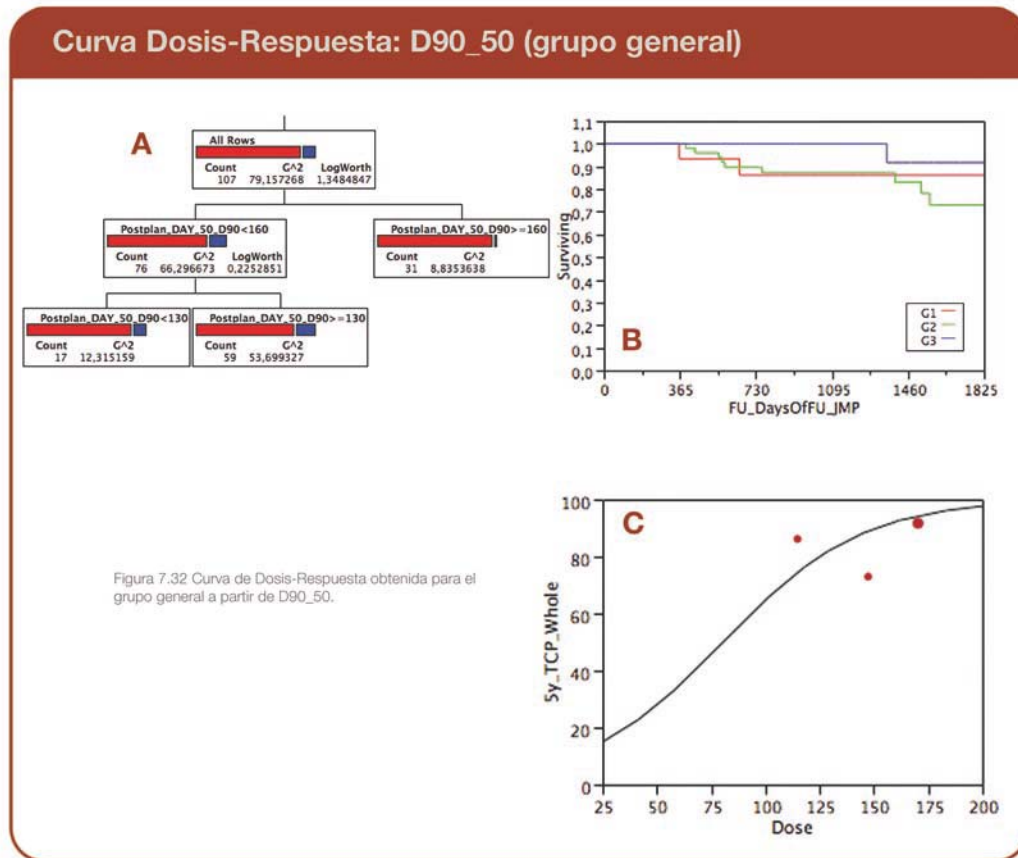 Curva Dosis-Respuesta: D90_50 (grupo general)
A
All Rows
Count G^2 LogWorth
107 79,157268 1,3484847
Postplan_DAY_50_D90<160
Count G^2 LogWorth
76 66,296673 0,2252851
Postplan_DAY_50_D90>=160
Count G^2
31 8,8353638
Postplan_DAY_50_D90<130
Count G^2
17 12,315159
Postplan_DAY_50_D90>=130
Count G^2
59 53,699327
B
Surviving
1,1
1,0
0,9
0,8
0,7
0,6
0,5
0,4
0,3
0,2
0,1
0,0
G1
G2
G3
0 365 730 1095 1460 1825
FU_DaysOfFU_JMP
Figura 7.32 Curva de Dosis-Respuesta obtenida para el
grupo general a partir de D90_50.
C
5y_TCP_Whole
100
80
60
40
20
0
25 50 75 100 125 150 175 200
Dose